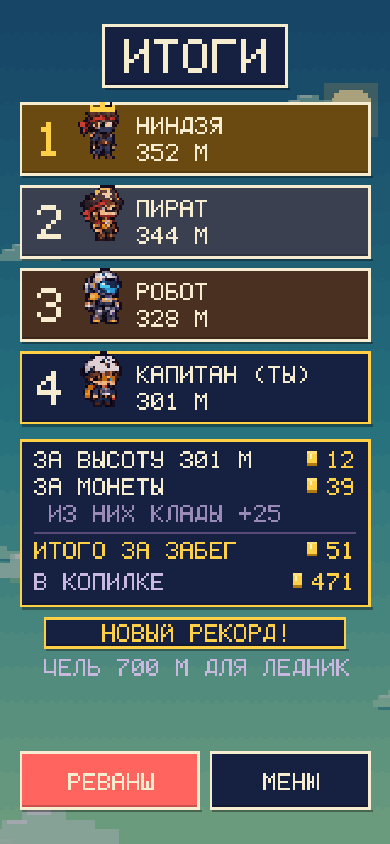 ИТОГИ
1
НИНДЗЯ
352 М
2
ПИРАТ
344 М
3
РОБОТ
328 М
4
КАПИТАН (ТЫ)
301 М
ЗА ВЫСОТУ 301 М 12
ЗА МОНЕТЫ 39
ИЗ НИХ КЛАДЫ +25
ИТОГО ЗА ЗАБЕГ 51
В КОПИЛКЕ 471
НОВЫЙ РЕКОРД!
ЦЕЛЬ 700 М ДЛЯ ЛЕДНИК
РЕВАНШ
МЕНЮ